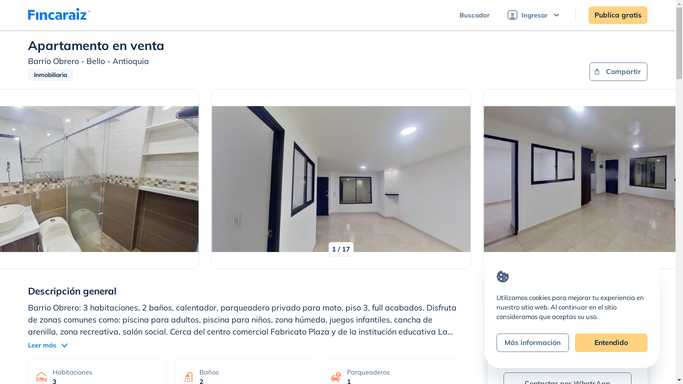 Fincaraiz
Buscador
Ingresar
Publica gratis
Apartamento en venta
Barrio Obrero - Bello - Antioquia
Inmobiliaria
Compartir
1 / 17
Descripción general
Barrio Obrero: 3 habitaciones, 2 baños, calentador, parqueadero privado para moto, piso 3, full acabados. Disfruta
de zonas comunes como: piscina para adultos, piscina para niños, zona húmeda, juegos infantiles, cancha de
arenilla, zona recreativa, salón social. Cerca del centro comercial Fabricato Plaza y de la institución educativa La...
Leer más
Habitaciones
3
Baños
2
Parqueaderos
1
Utilizamos cookies para mejorar tu experiencia en
nuestro sitio web. Al continuar en el sitio
consideramos que aceptas su uso.
Más información
Entendido
Contactar por WhatsApp